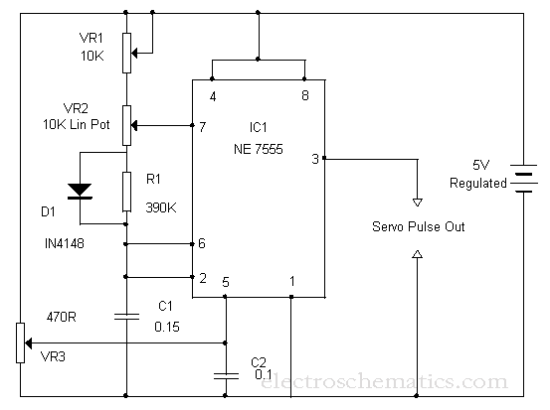 VR1
10K
VR2
10K Lin Pot
4
8
IC1
NE 7555
7
3
5V
Regulated
R1
390K
D1
IN4148
Servo Pulse Out
6
2
5
1
C1
0.15
470R
VR3
C2
0.1
electroschematics.com